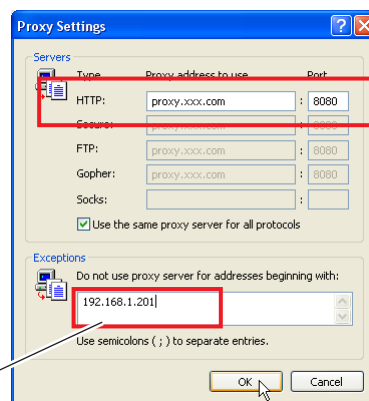 Proxy Settings
Servers
Type Proxy address to use Port
HTTP: proxy.xxx.com : 8080
Secure: proxy.xxx.com : 8080
FTP: proxy.xxx.com : 8080
Gopher: proxy.xxx.com : 8080
Socks: :
Use the same proxy server for all protocols
Exceptions
Do not use proxy server for addresses beginning with:
192.168.1.201
Use semicolons ( ; ) to separate entries.
OK Cancel